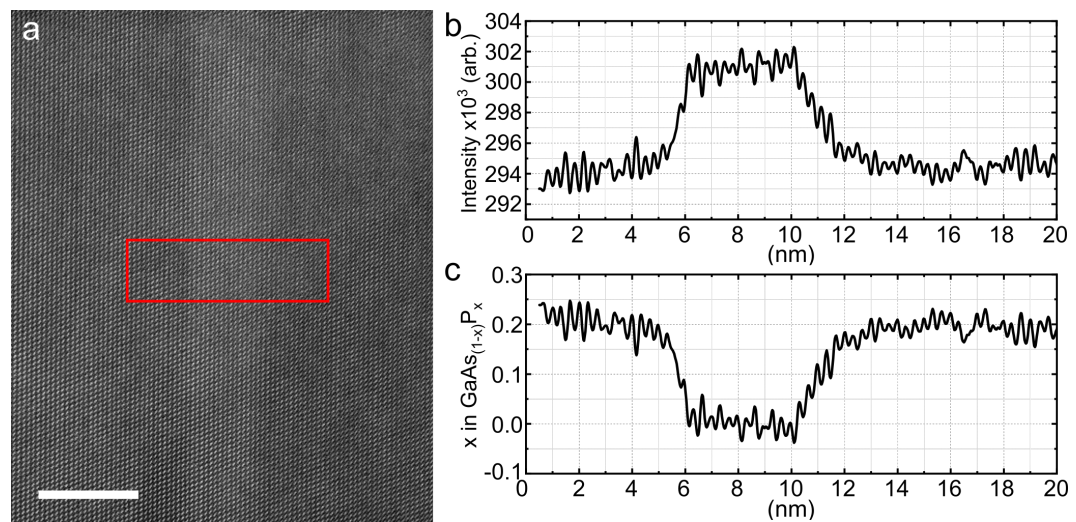 a
b
304
302
300
298
296
294
292
Intensity x10³ (arb.)
0 2 4 6 8 10 12 14 16 18 20
(nm)
c
0.3
0.2
0.1
0.0
-0.1
x in GaAs₍₁₋ₓ₎Pₓ
0 2 4 6 8 10 12 14 16 18 20
(nm)